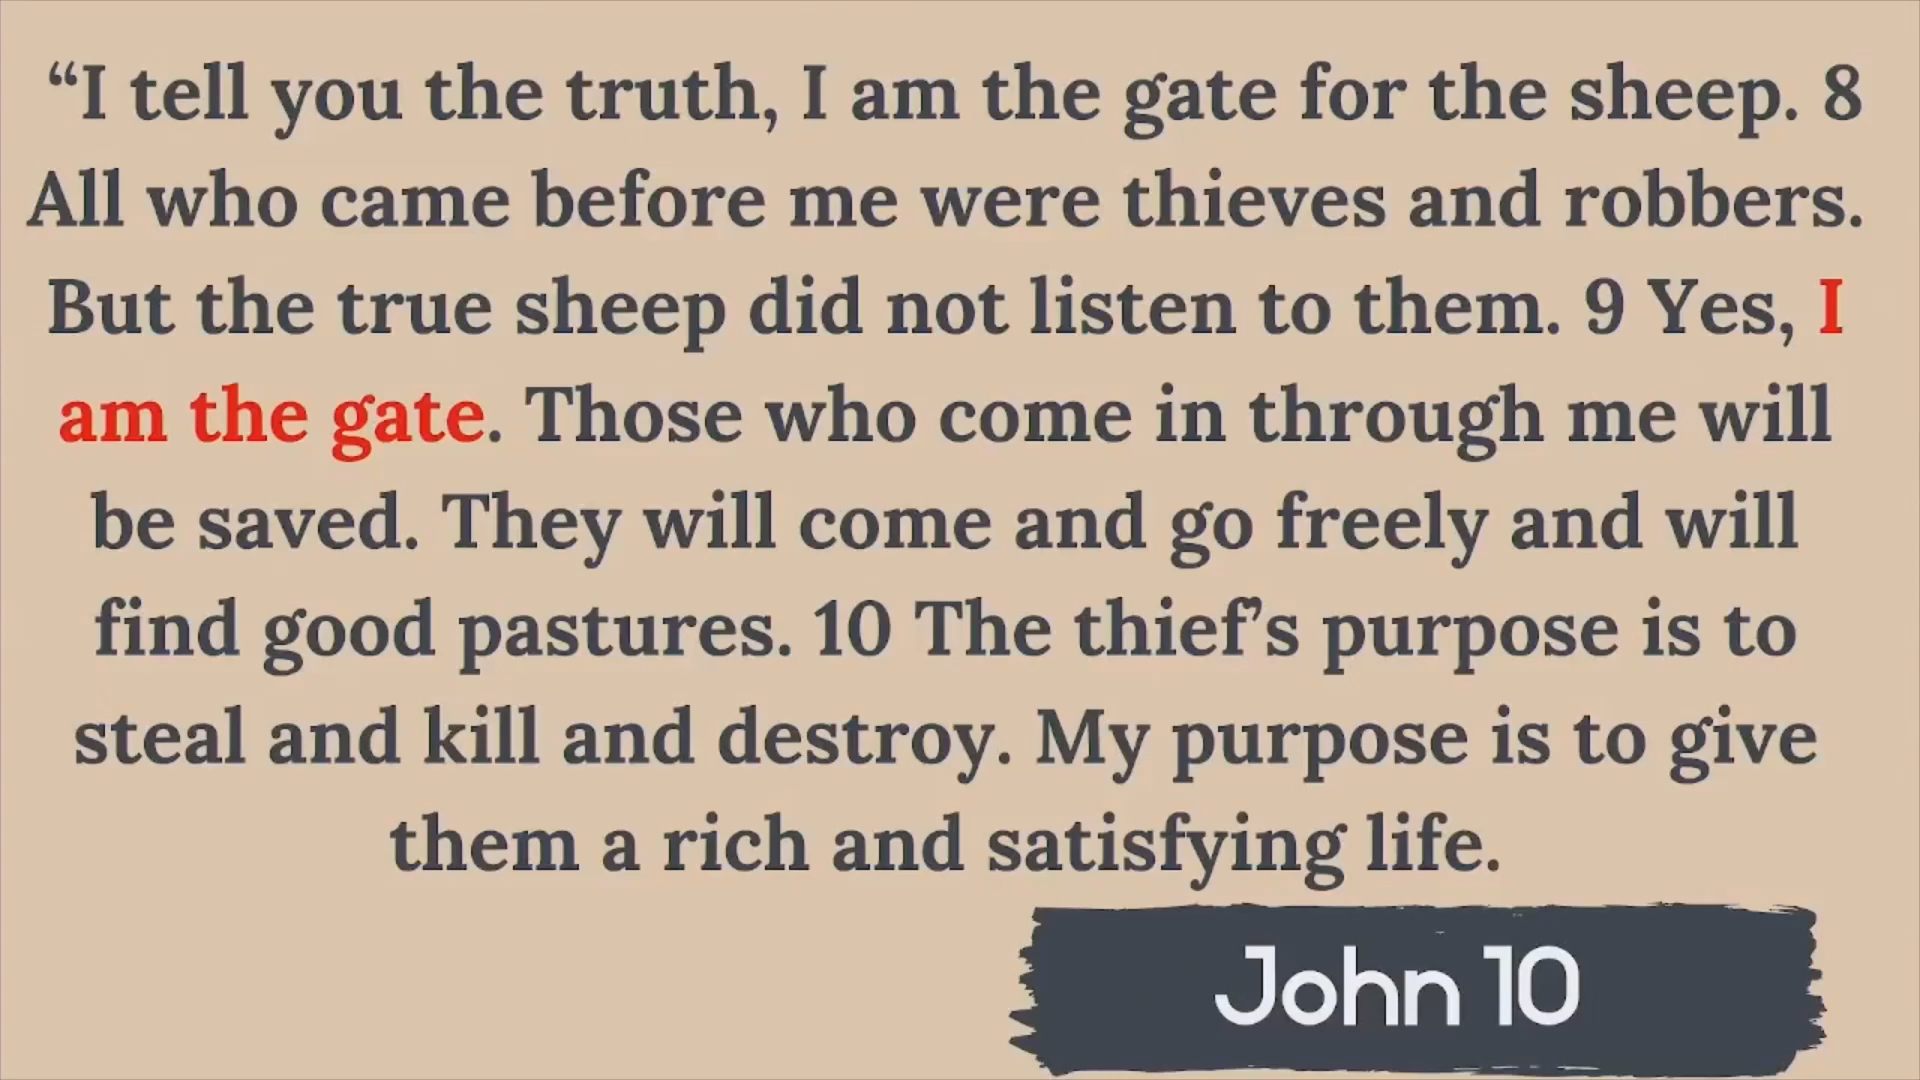 “I tell you the truth, I am the gate for the sheep. 8
All who came before me were thieves and robbers.
But the true sheep did not listen to them. 9 Yes, I
am the gate. Those who come in through me will
be saved. They will come and go freely and will
find good pastures. 10 The thief’s purpose is to
steal and kill and destroy. My purpose is to give
them a rich and satisfying life.
John 10